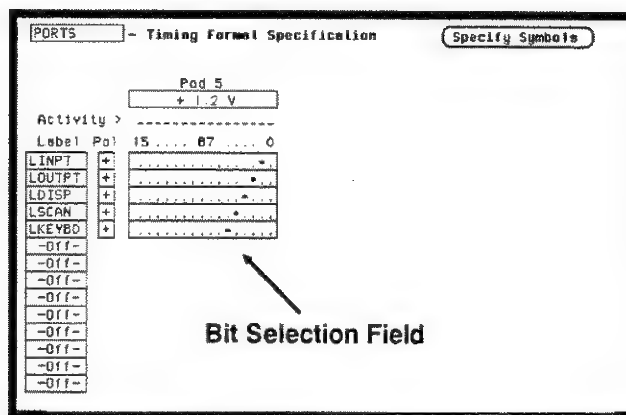 PORTS - Timing Format Specification Specify Symbols
Pod 5
+ 1.2 V
Activity > ----------------
Label Pol 15 .... 87 .... 0
LINPT + ..............*.
LOUTPT + .............*..
LDISP + ............*...
LSCAN + ...........*....
LKEYBD + ..........*.....
-Off-
-Off-
-Off-
-Off-
-Off-
-Off-
-Off-
-Off-
-Off-
Bit Selection Field